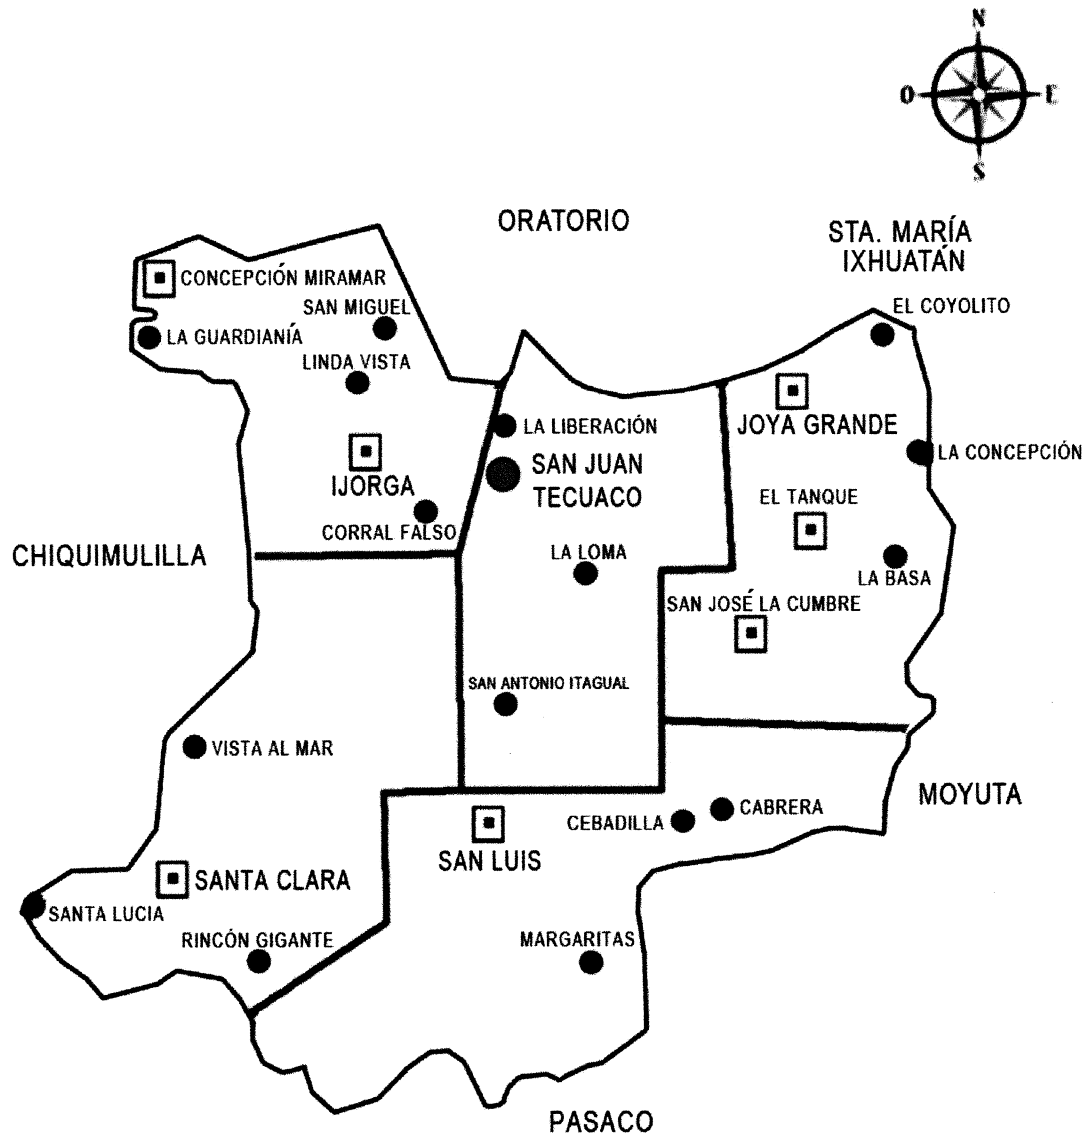 N
O
E
S
ORATORIO
STA. MARÍA
IXHUATÁN
CONCEPCIÓN MIRAMAR
SAN MIGUEL
EL COYOLITO
LA GUARDIANÍA
LINDA VISTA
LA LIBERACIÓN
JOYA GRANDE
LA CONCEPCIÓN
SAN JUAN
TECUACO
IJORGA
EL TANQUE
CORRAL FALSO
CHIQUIMULILLA
LA LOMA
LA BASA
SAN JOSÉ LA CUMBRE
SAN ANTONIO ITAGUAL
VISTA AL MAR
MOYUTA
CEBADILLA
CABRERA
SAN LUIS
SANTA CLARA
SANTA LUCIA
RINCÓN GIGANTE
MARGARITAS
PASACO